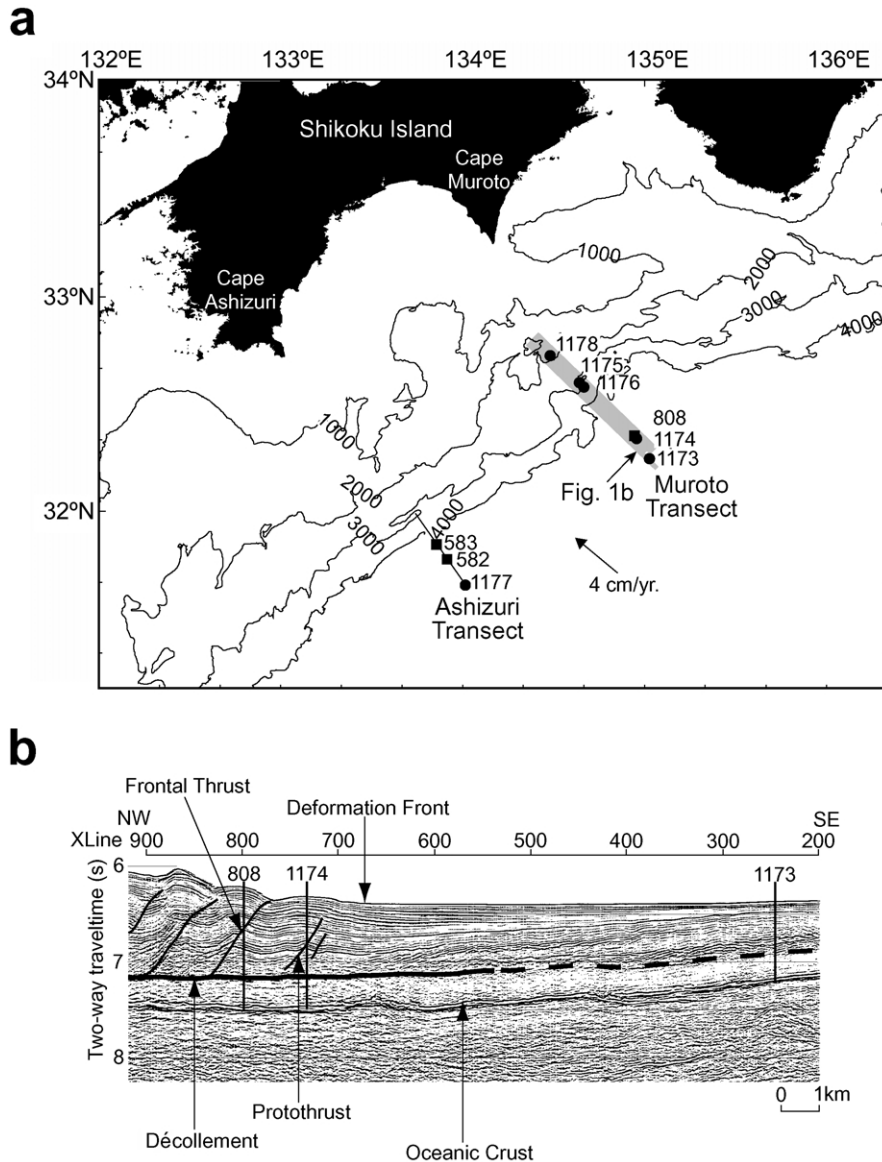 a
132ºE 133ºE 134ºE 135ºE 136ºE
34ºN
Shikoku Island
Cape
Muroto
1000
2000
Cape
Ashizuri
33ºN
3000
4000
1178
1175
1176
1000
808
1174
1173
Fig. 1b
Muroto
Transect
2000
32ºN
4000
3000
583
582
1177
4 cm/yr.
Ashizuri
Transect
b
Frontal Thrust
Deformation Front
NW SE
XLine 900 800 700 600 500 400 300 200
6
808 1174 1173
Two-way traveltime (s)
7
8
0 1km
Protothrust
Décollement
Oceanic Crust